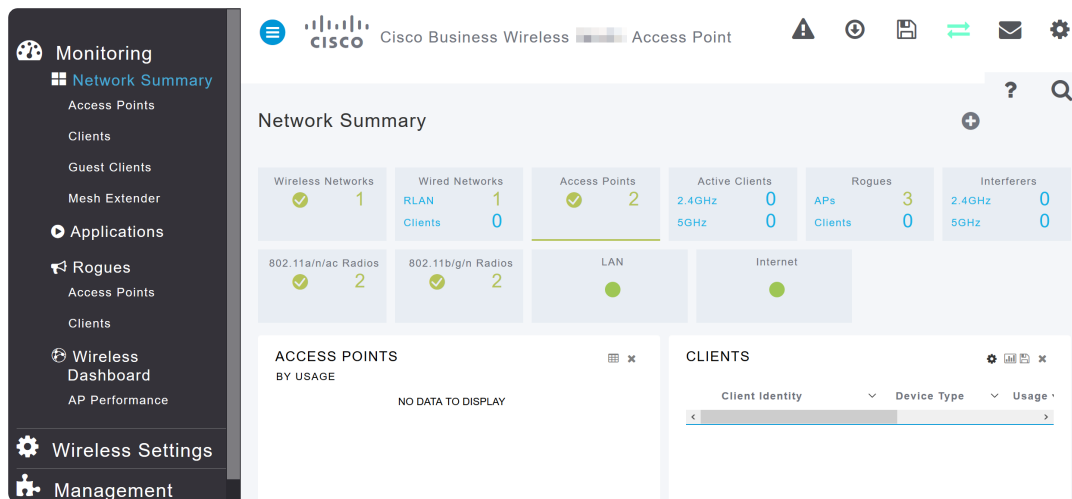 Monitoring
Network Summary
Access Points
Clients
Guest Clients
Mesh Extender
Applications
Rogues
Access Points
Clients
Wireless
Dashboard
AP Performance
Wireless Settings
Management
CISCO
Cisco Business Wireless Access Point
?
Network Summary
Wireless Networks
1
Wired Networks
RLAN 1
Clients 0
Access Points
2
Active Clients
2.4GHz 0
5GHz 0
Rogues
APs 3
Clients 0
Interferers
2.4GHz 0
5GHz 0
802.11a/n/ac Radios
2
802.11b/g/n Radios
2
LAN
Internet
ACCESS POINTS
BY USAGE
NO DATA TO DISPLAY
CLIENTS
Client Identity Device Type Usage